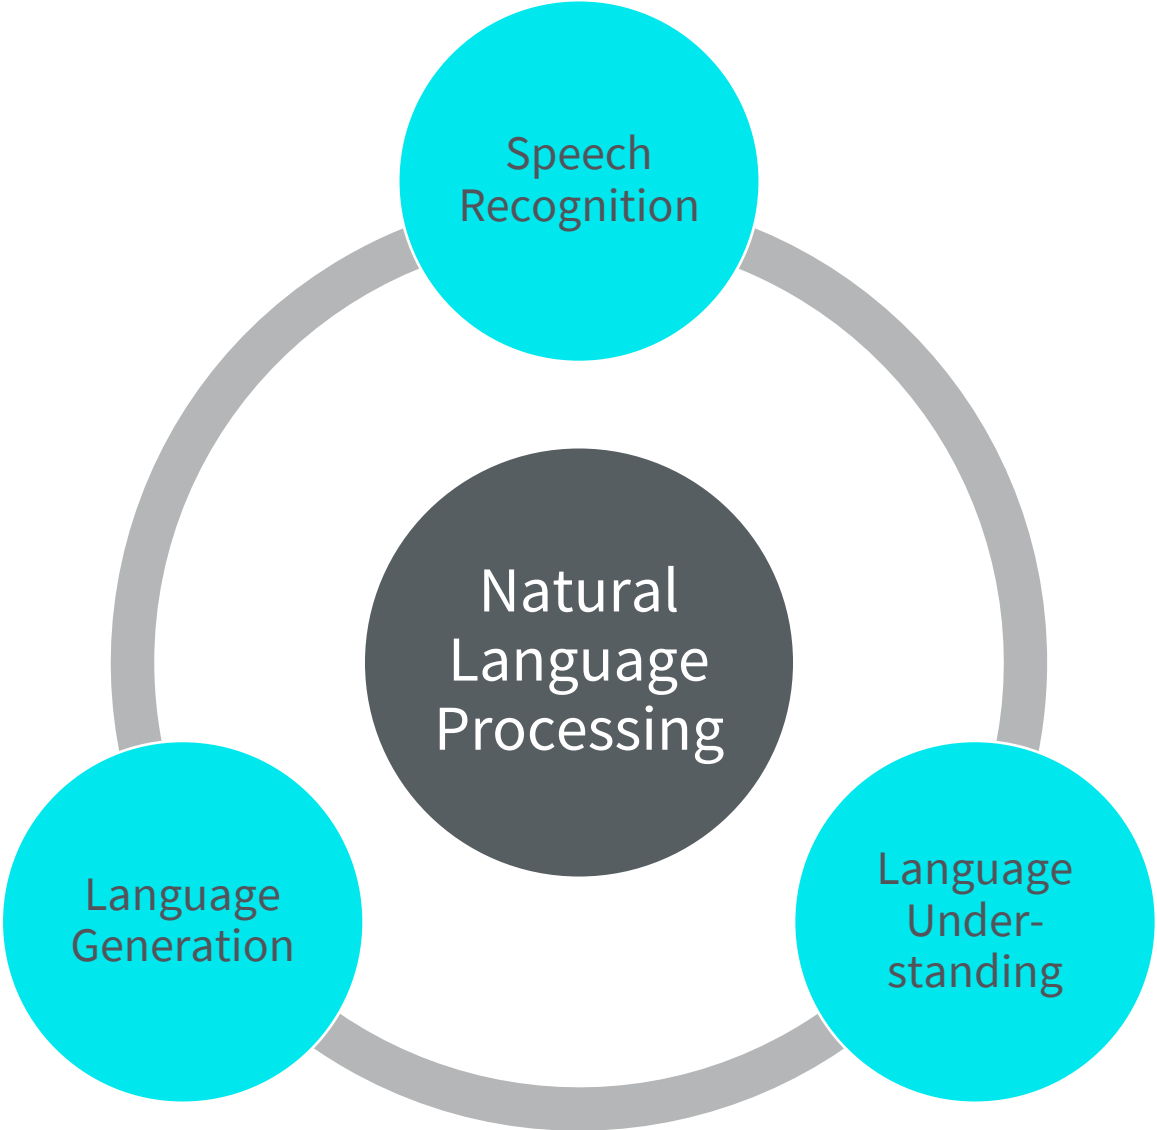 Speech
Recognition
Natural
Language
Processing
Language
Generation
Language
Under-
standing